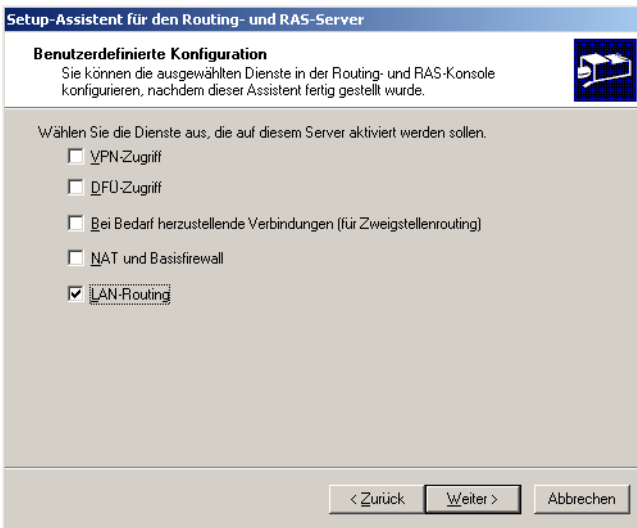 Setup-Assistent für den Routing- und RAS-Server
Benutzerdefinierte Konfiguration
Sie können die ausgewählten Dienste in der Routing- und RAS-Konsole
konfigurieren, nachdem dieser Assistent fertig gestellt wurde.
Wählen Sie die Dienste aus, die auf diesem Server aktiviert werden sollen.
VPN-Zugriff
DFÜ-Zugriff
Bei Bedarf herzustellende Verbindungen (für Zweigstellenrouting)
NAT und Basisfirewall
LAN-Routing
< Zurück Weiter > Abbrechen